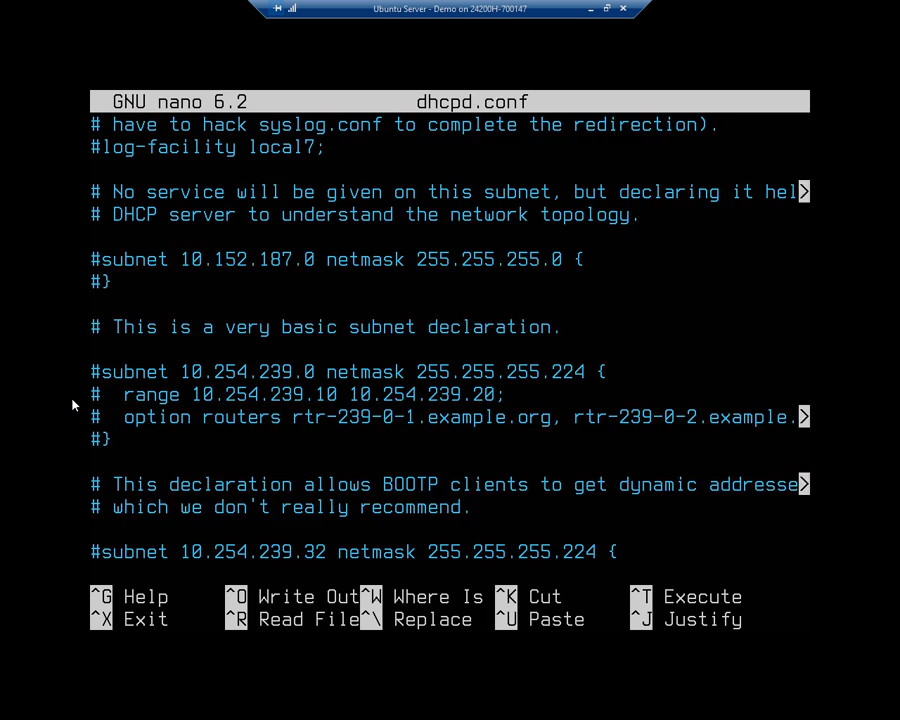 Ubuntu Server - Demo on 24200H-700147
GNU nano 6.2 dhcpd.conf
# have to hack syslog.conf to complete the redirection).
#log-facility local7;
# No service will be given on this subnet, but declaring it hel>
# DHCP server to understand the network topology.
#subnet 10.152.187.0 netmask 255.255.255.0 {
#}
# This is a very basic subnet declaration.
#subnet 10.254.239.0 netmask 255.255.255.224 {
#  range 10.254.239.10 10.254.239.20;
#  option routers rtr-239-0-1.example.org, rtr-239-0-2.example.>
#}
# This declaration allows BOOTP clients to get dynamic addresse>
# which we don't really recommend.
#subnet 10.254.239.32 netmask 255.255.255.224 {
^G Help ^O Write Out ^W Where Is ^K Cut ^T Execute
^X Exit ^R Read File ^\ Replace ^U Paste ^J Justify